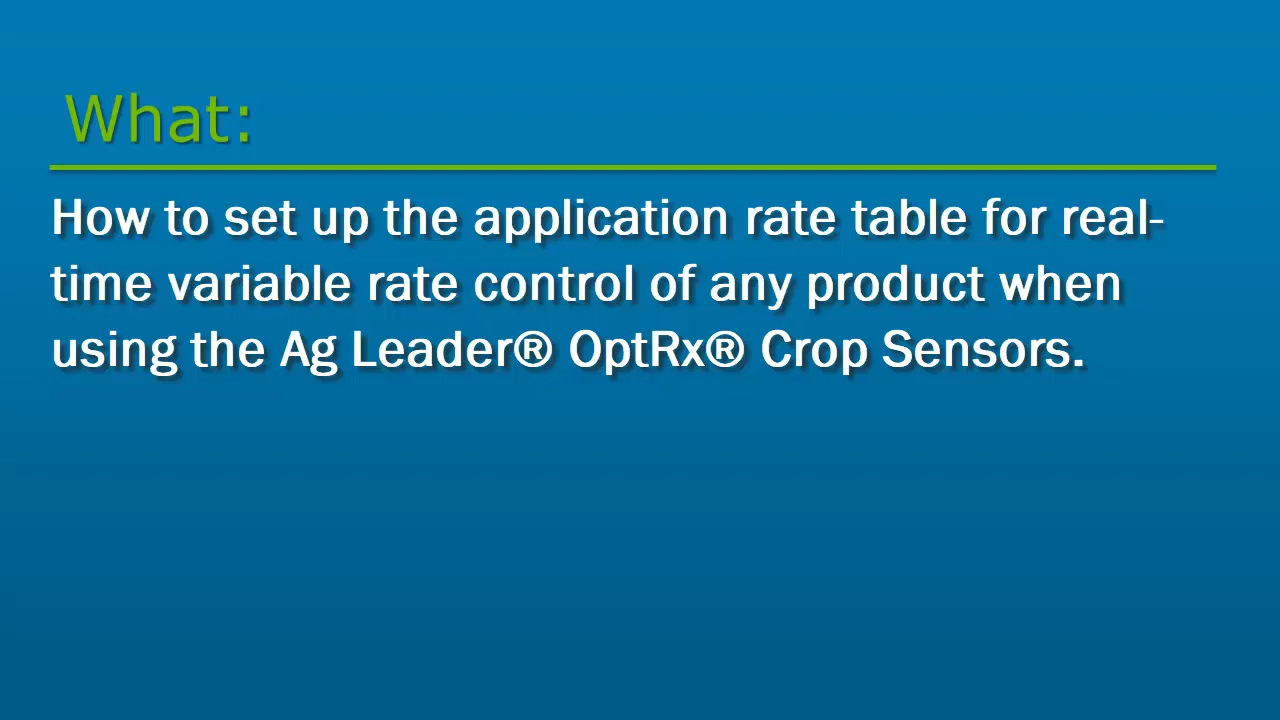 What:
How to set up the application rate table for real-
time variable rate control of any product when
using the Ag Leader® OptRx® Crop Sensors.